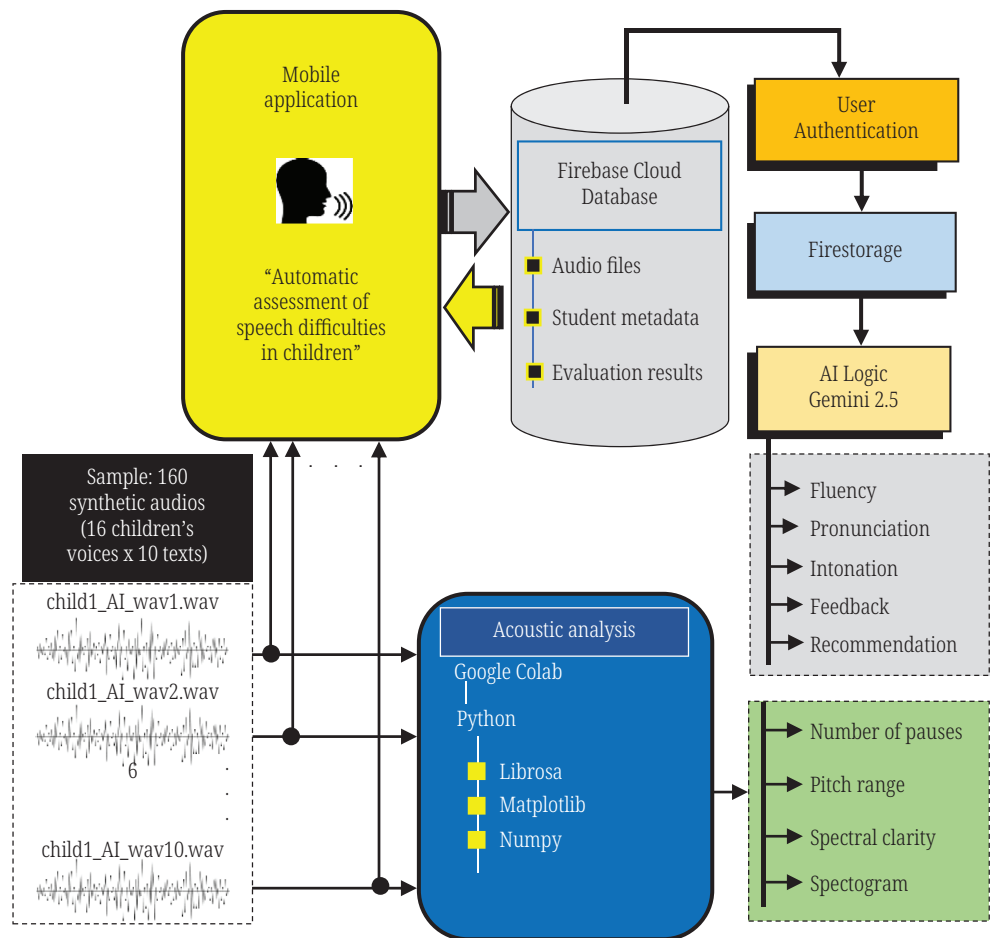 Mobile
application
“Automatic
assessment of
speech difficulties
in children”
Firebase Cloud
Database
Audio files
Student metadata
Evaluation results
User
Authentication
Firestorage
AI Logic
Gemini 2.5
Fluency
Pronunciation
Intonation
Feedback
Recommendation
. . .
Sample: 160
synthetic audios
(16 children’s
voices x 10 texts)
child1_AI_wav1.wav
child1_AI_wav2.wav
6
.
.
.
child1_AI_wav10.wav
Acoustic analysis
Google Colab
Python
Librosa
Matplotlib
Numpy
Number of pauses
Pitch range
Spectral clarity
Spectogram